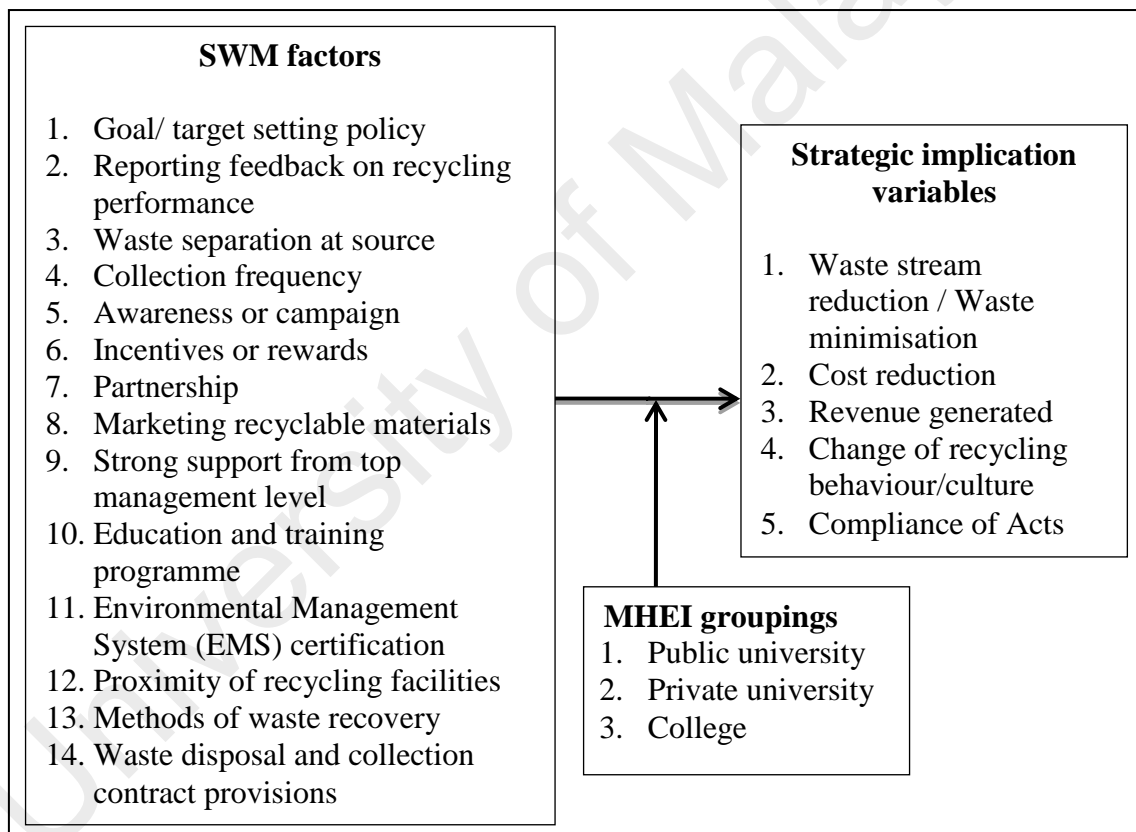 SWM factors
1. Goal/ target setting policy
2. Reporting feedback on recycling
performance
3. Waste separation at source
4. Collection frequency
5. Awareness or campaign
6. Incentives or rewards
7. Partnership
8. Marketing recyclable materials
9. Strong support from top
management level
10. Education and training
programme
11. Environmental Management
System (EMS) certification
12. Proximity of recycling facilities
13. Methods of waste recovery
14. Waste disposal and collection
contract provisions
Strategic implication
variables
1. Waste stream
reduction / Waste
minimisation
2. Cost reduction
3. Revenue generated
4. Change of recycling
behaviour/culture
5. Compliance of Acts
MHEI groupings
1. Public university
2. Private university
3. College
University of Mala